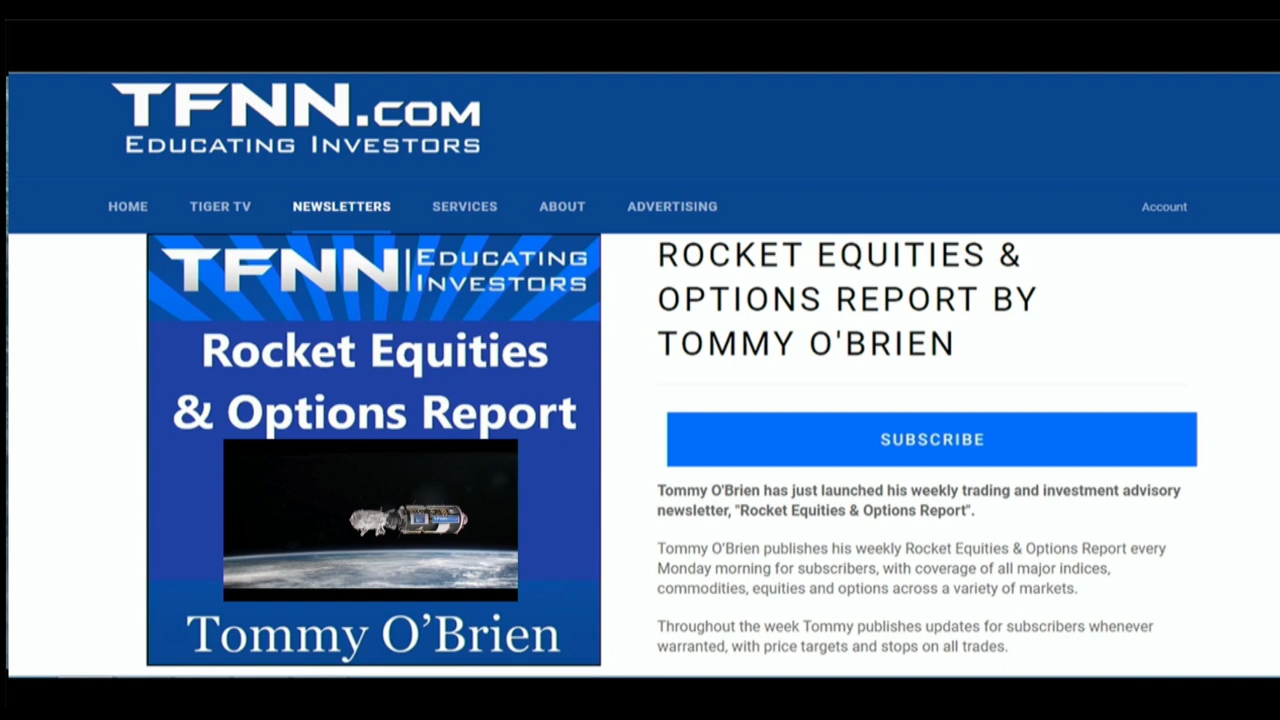 TFNN.COM
EDUCATING INVESTORS
HOME TIGER TV NEWSLETTERS SERVICES ABOUT ADVERTISING Account
TFNN EDUCATING
INVESTORS
Rocket Equities
& Options Report
TFNN
Tommy O’Brien
ROCKET EQUITIES &
OPTIONS REPORT BY
TOMMY O'BRIEN
SUBSCRIBE
Tommy O'Brien has just launched his weekly trading and investment advisory
newsletter, "Rocket Equities & Options Report".
Tommy O’Brien publishes his weekly Rocket Equities & Options Report every
Monday morning for subscribers, with coverage of all major indices,
commodities, equities and options across a variety of markets.
Throughout the week Tommy publishes updates for subscribers whenever
warranted, with price targets and stops on all trades.